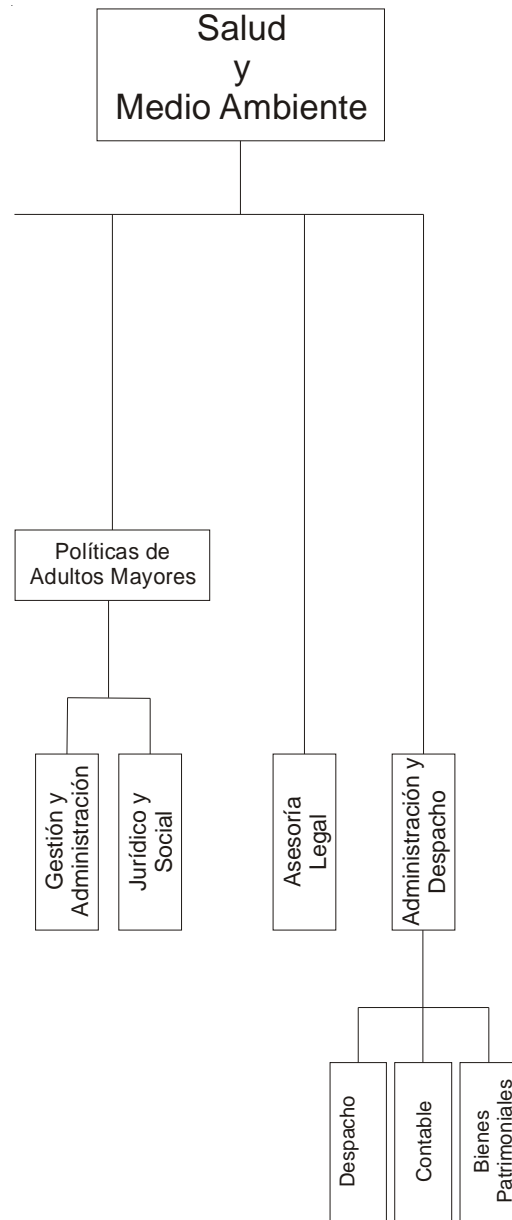 Salud
y
Medio Ambiente
Políticas de
Adultos Mayores
Gestión y
Administración
Jurídico y
Social
Asesoría
Legal
Administración y
Despacho
Despacho
Contable
Bienes
Patrimoniales